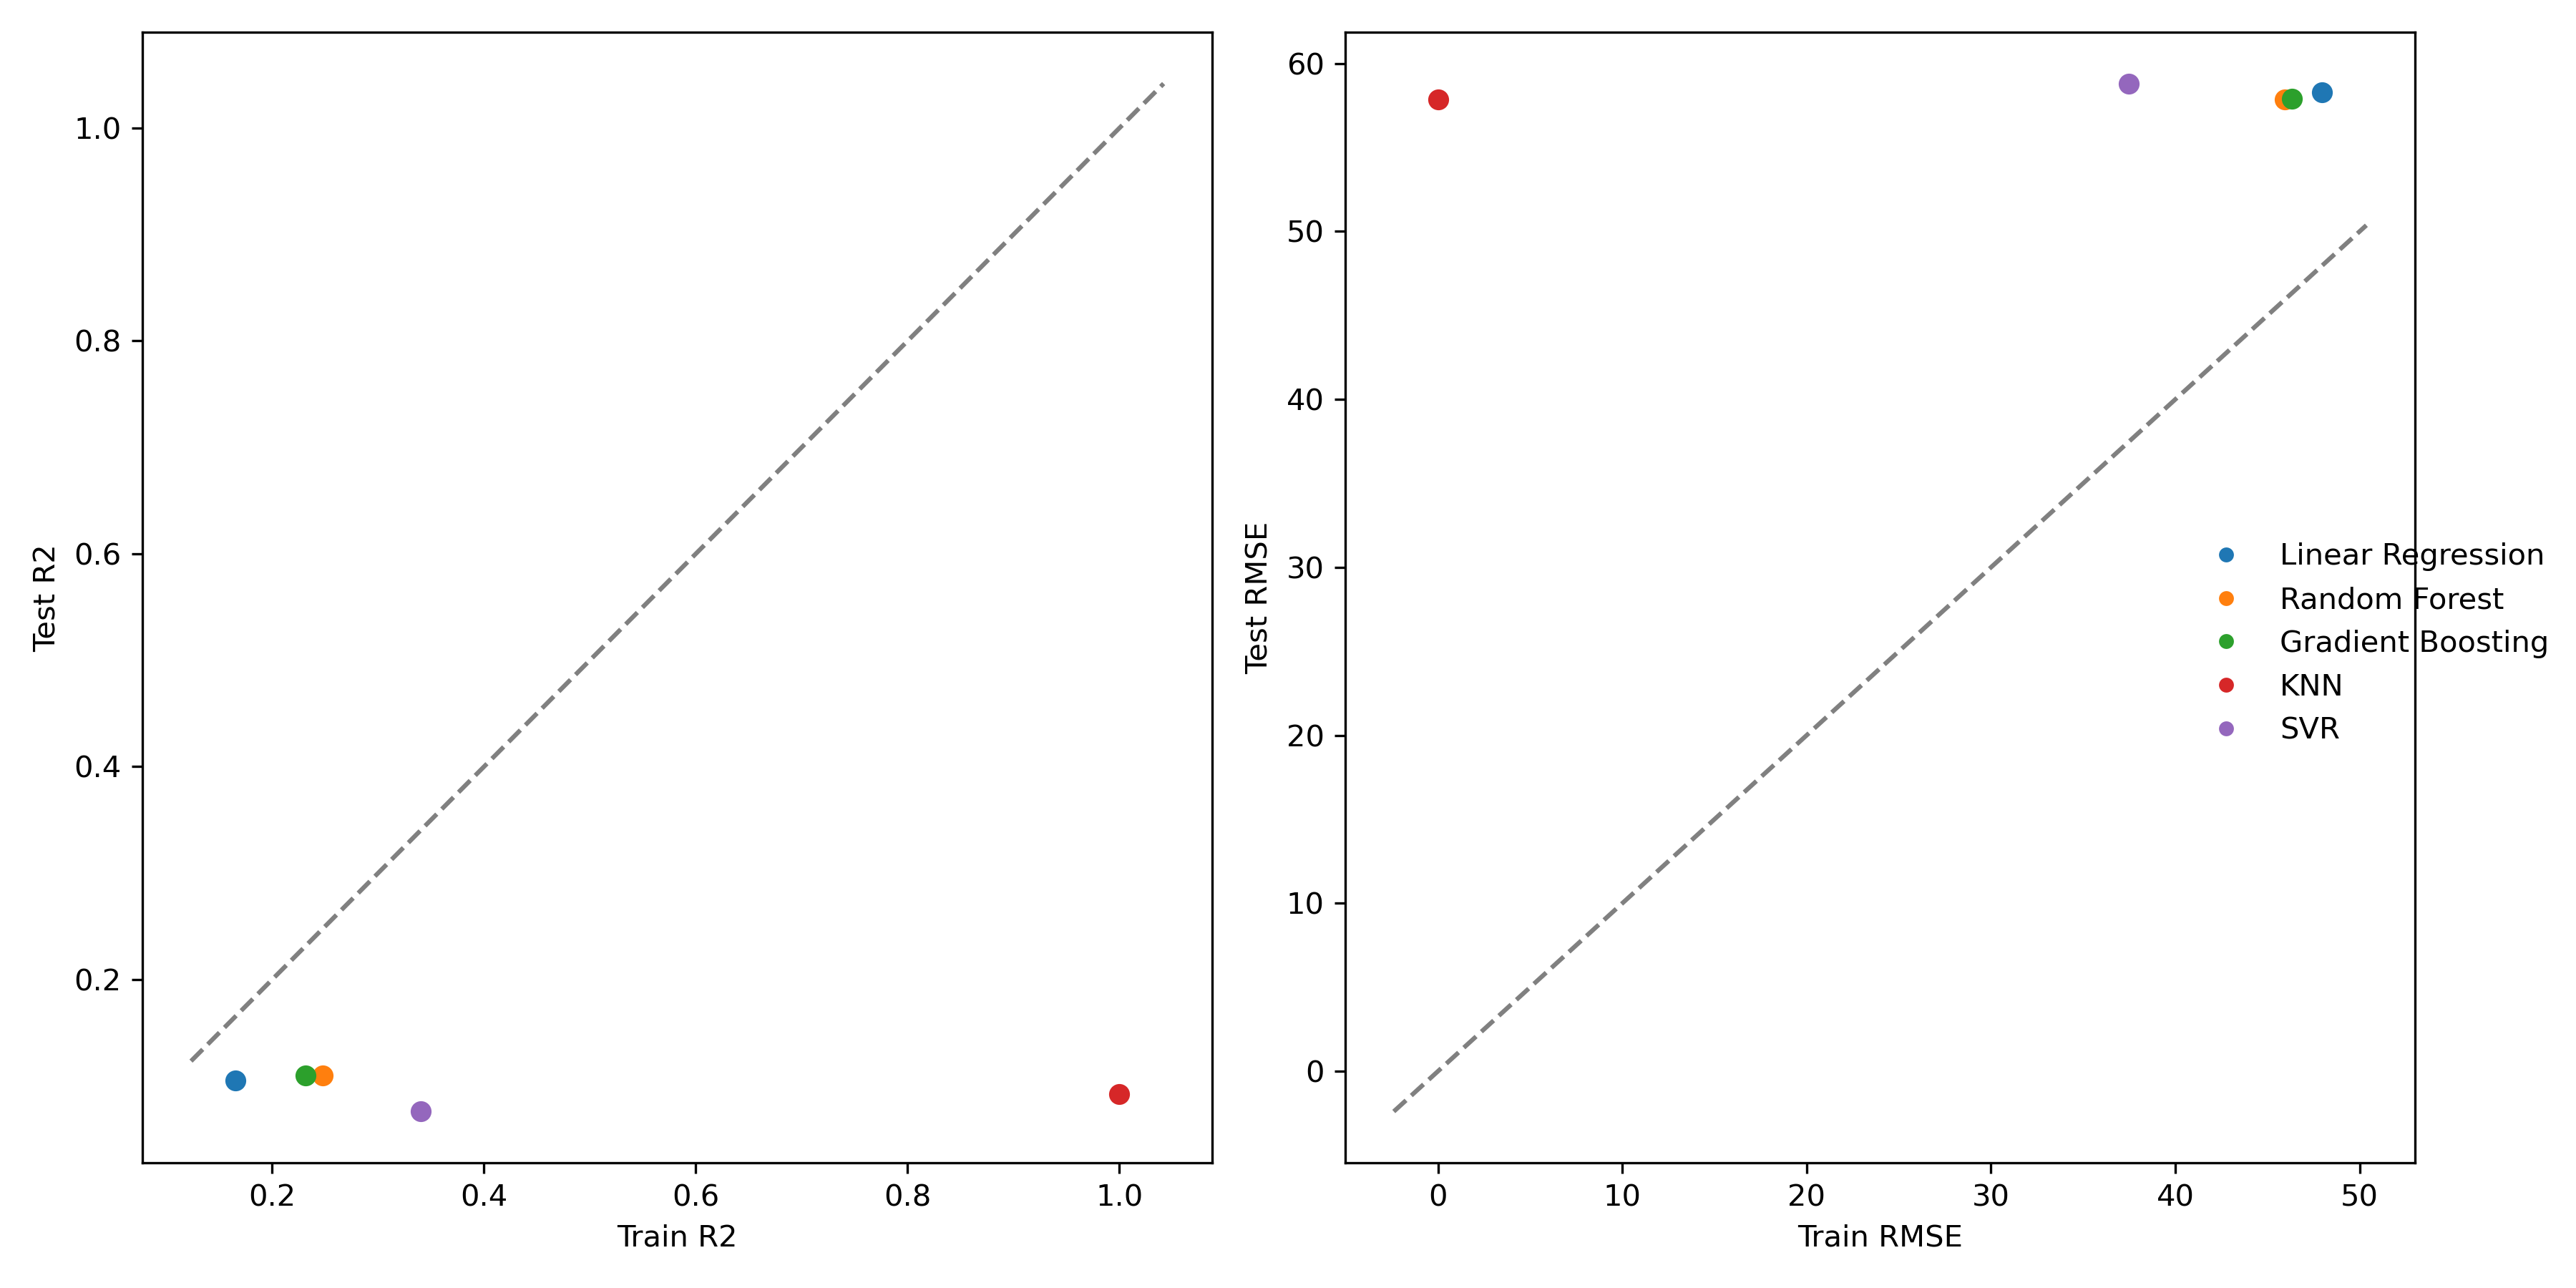 1.0
0.8
0.6
0.4
0.2
Test R2
0.2 0.4 0.6 0.8 1.0
Train R2
60
50
40
30
20
10
0
Test RMSE
0 10 20 30 40 50
Train RMSE
Linear Regression
Random Forest
Gradient Boosting
KNN
SVR